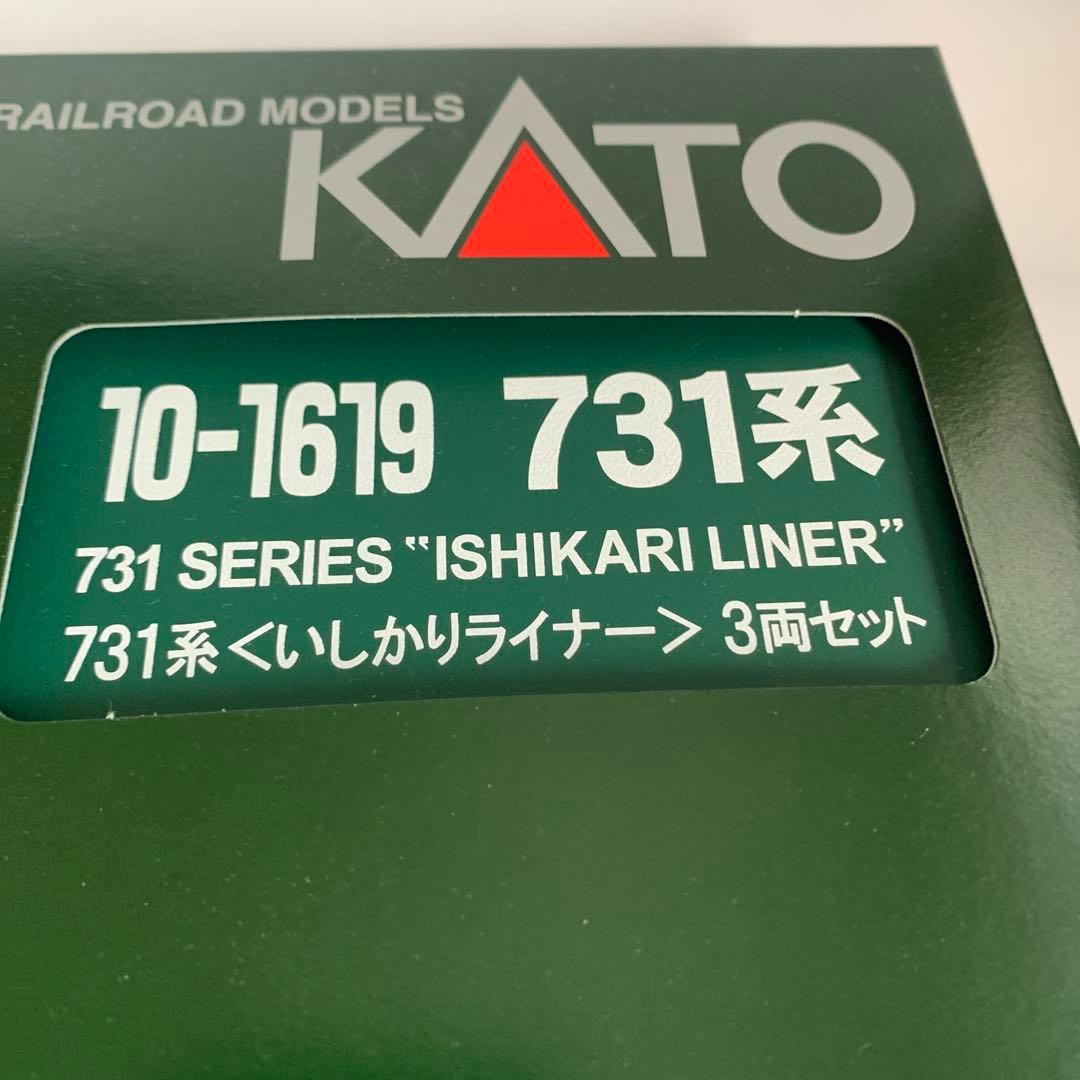 RAILROAD MODELS
KATO
10-1619 731系
731 SERIES “ISHIKARI LINER”
731系<いしかりライナー> 3両セット